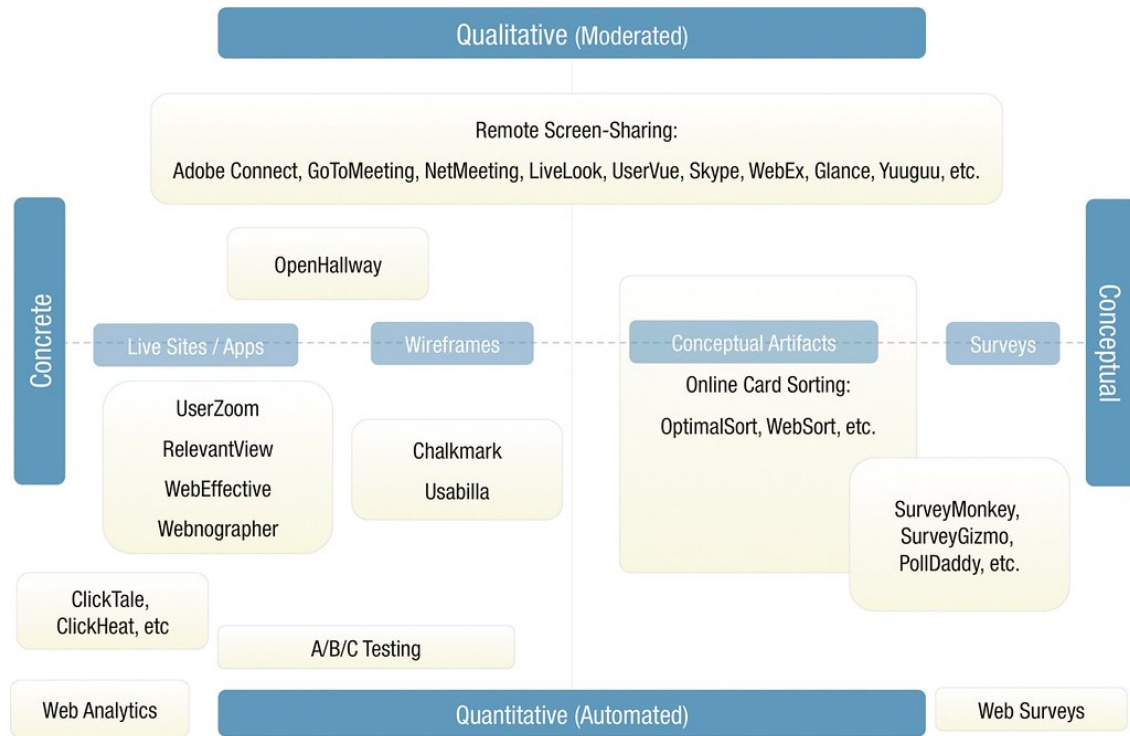 Qualitative (Moderated)
Remote Screen-Sharing:
Adobe Connect, GoToMeeting, NetMeeting, LiveLook, UserVue, Skype, WebEx, Glance, Yuuguu, etc.
OpenHallway
Concrete
Conceptual
Live Sites / Apps
Wireframes
Conceptual Artifacts
Surveys
UserZoom
RelevantView
WebEffective
Webnographer
Chalkmark
Usabilla
Online Card Sorting:
OptimalSort, WebSort, etc.
SurveyMonkey,
SurveyGizmo,
PollDaddy, etc.
ClickTale,
ClickHeat, etc
A/B/C Testing
Web Analytics
Quantitative (Automated)
Web Surveys